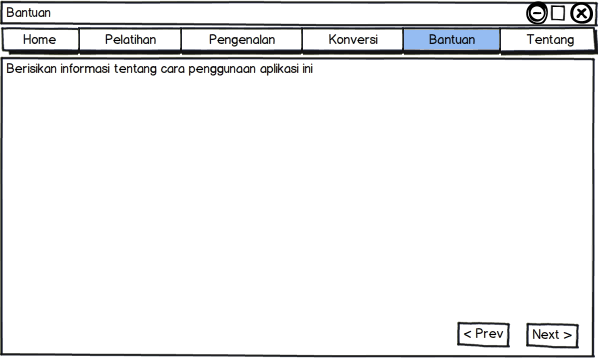 Bantuan
Home Pelatihan Pengenalan Konversi Bantuan Tentang
Berisikan informasi tentang cara penggunaan aplikasi ini
< Prev Next >